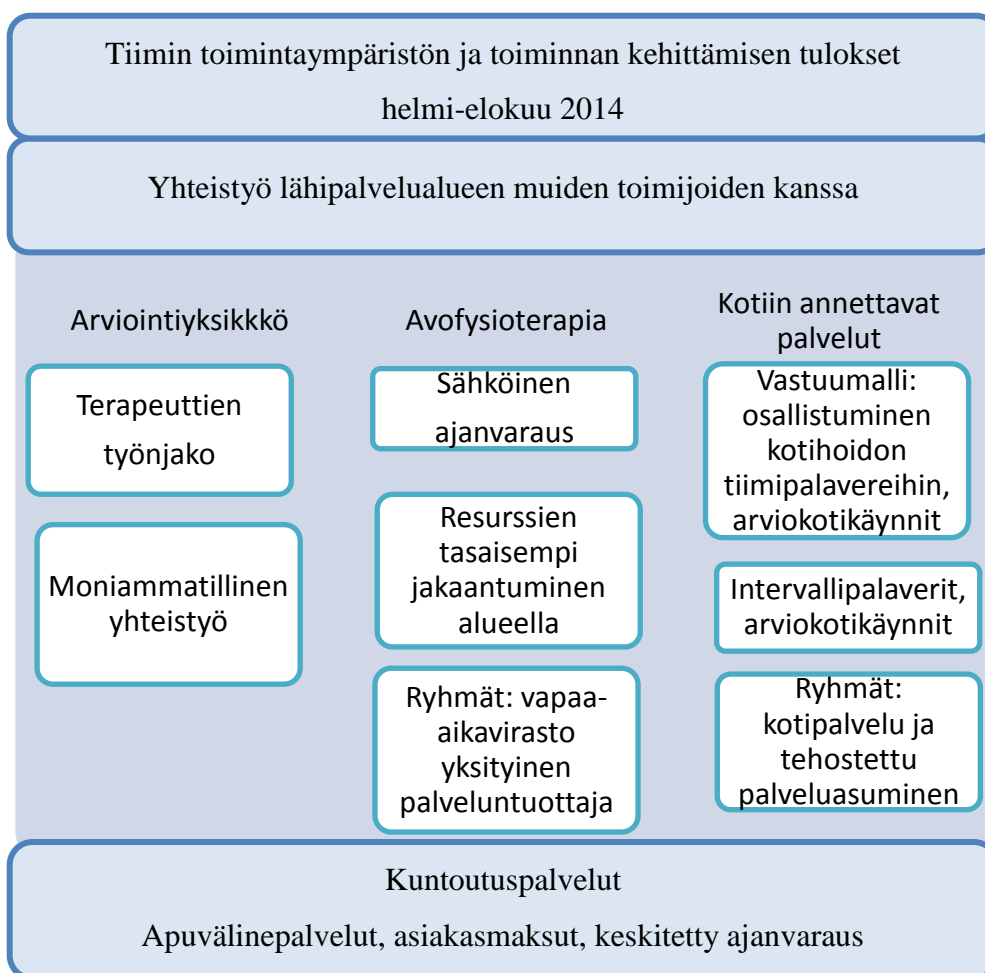 Tiimin toimintaympäristön ja toiminnan kehittämisen tulokset
helmi-elokuu 2014
Yhteistyö lähipalvelualueen muiden toimijoiden kanssa
Arviointiyksikkkö
Terapeuttien
työnjako
Moniammatillinen
yhteistyö
Avofysioterapia
Sähköinen
ajanvaraus
Resurssien
tasaisempi
jakaantuminen
alueella
Ryhmät: vapaa-
aikavirasto
yksityinen
palveluntuottaja
Kotiin annettavat
palvelut
Vastuumalli:
osallistuminen
kotihoidon
tiimipalavereihin,
arviokotikäynnit
Intervallipalaverit,
arviokotikäynnit
Ryhmät:
kotipalvelu ja
tehostettu
palveluasuminen
Kuntoutuspalvelut
Apuvälinepalvelut, asiakasmaksut, keskitetty ajanvaraus